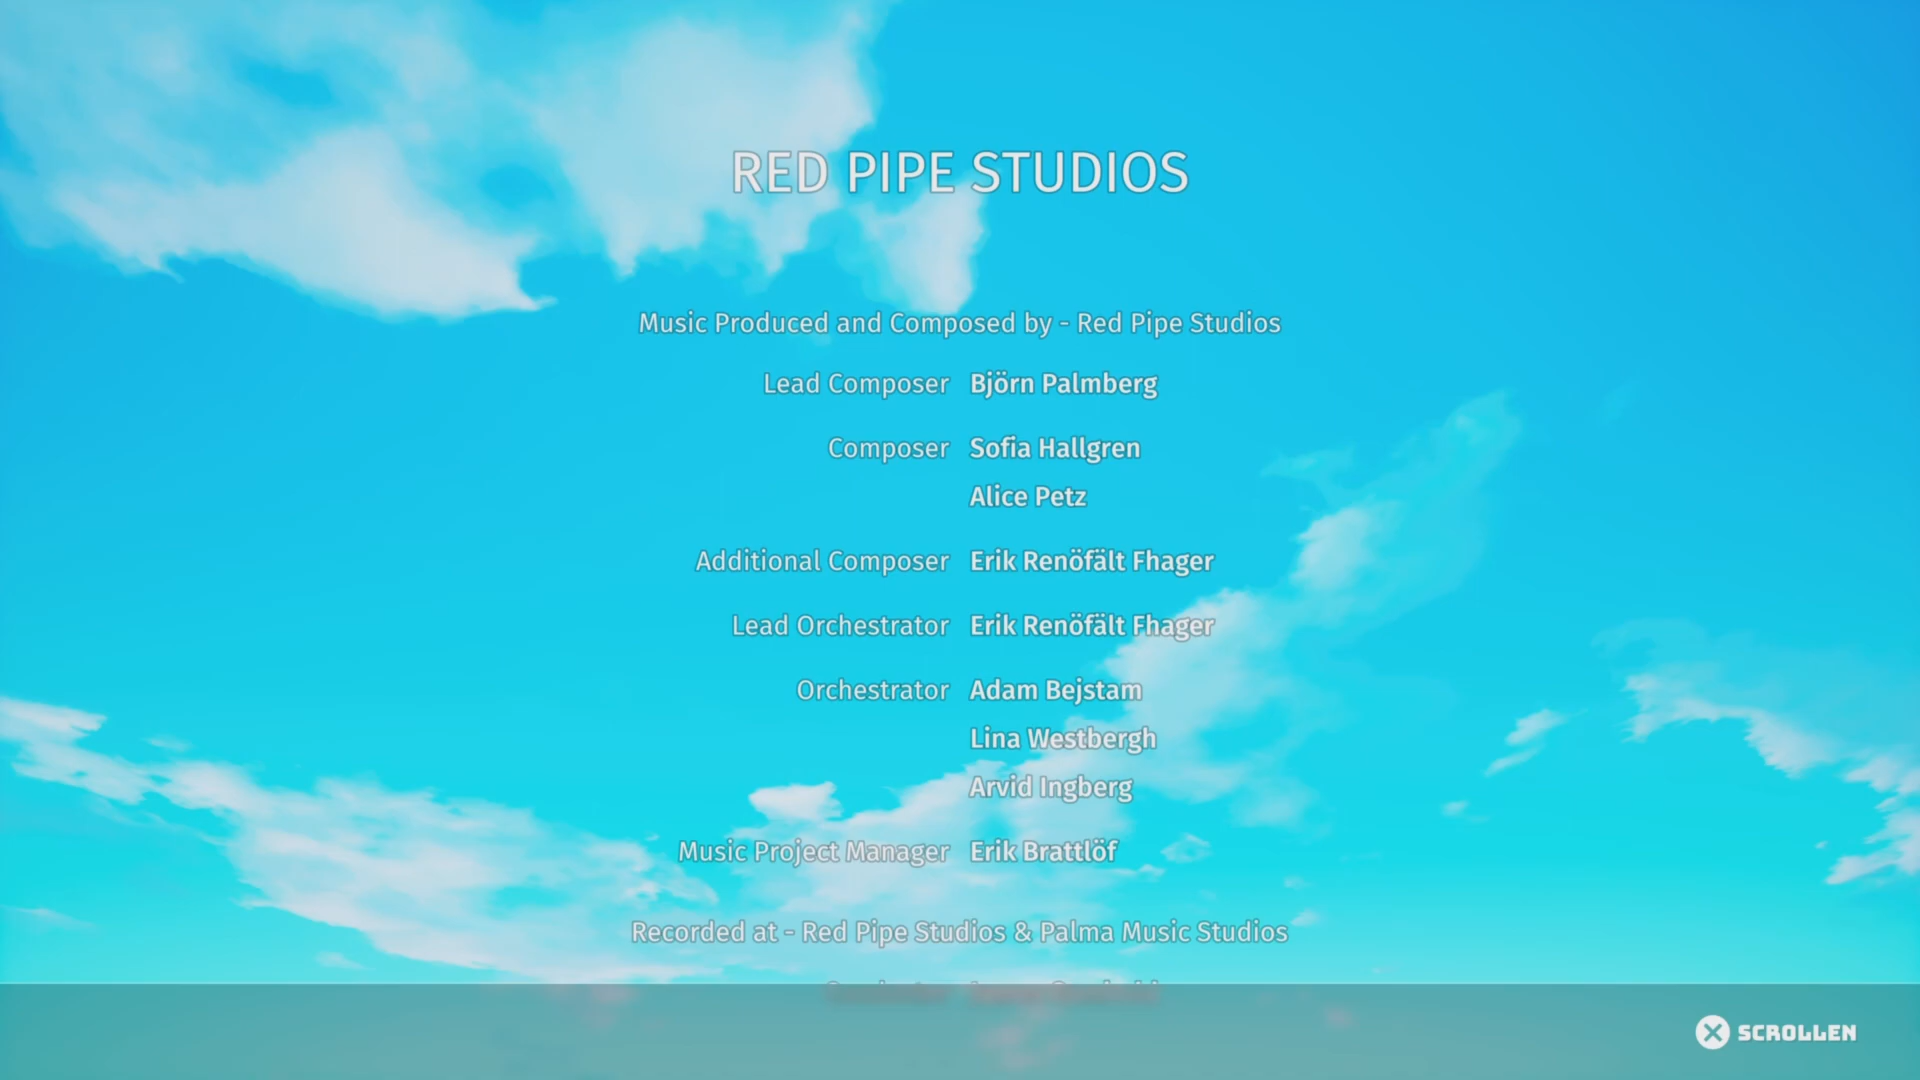 RED PIPE STUDIOS
Music Produced and Composed by - Red Pipe Studios
Lead Composer Björn Palmberg
Composer Sofia Hallgren
Alice Petz
Additional Composer Erik Renöfält Fhager
Lead Orchestrator Erik Renöfält Fhager
Orchestrator Adam Bejstam
Lina Westbergh
Arvid Ingberg
Music Project Manager Erik Brattlöf
Recorded at - Red Pipe Studios & Palma Music Studios
SCROLLEN